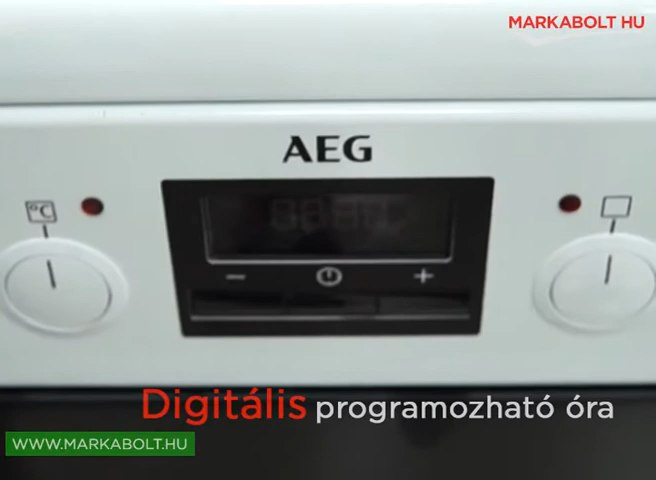 MARKABOLT HU
AEG
°C
− +
Digitális programozható óra
WWW.MARKABOLT.HU